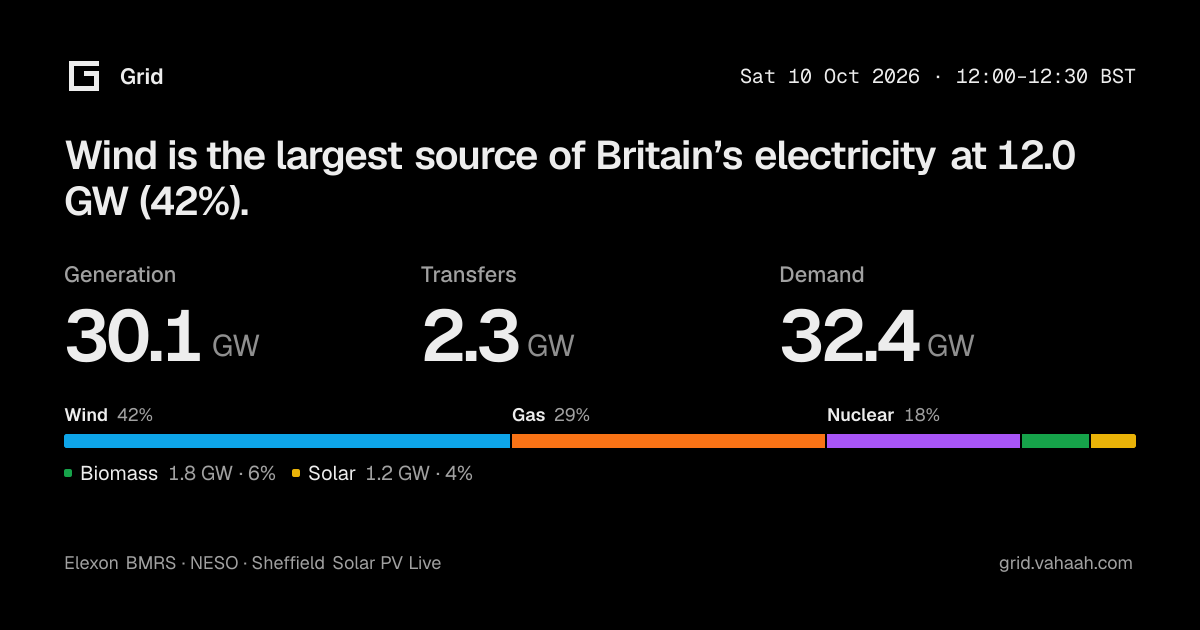 Grid
Sat 10 Oct 2026 · 12:00–12:30 BST
Wind is the largest source of Britain’s electricity at 12.0
GW (42%).
Generation
30.1 GW
Transfers
2.3 GW
Demand
32.4 GW
Wind 42%
Gas 29%
Nuclear 18%
Biomass 1.8 GW · 6%
Solar 1.2 GW · 4%
Elexon BMRS · NESO · Sheffield Solar PV Live
grid.vahaah.com